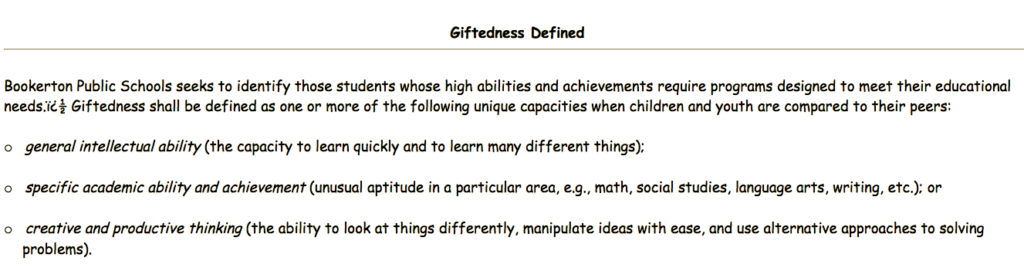 Giftedness Defined
Bookerton Public Schools seeks to identify those students whose high abilities and achievements require programs designed to meet their educational
needs.ï¿½ Giftedness shall be defined as one or more of the following unique capacities when children and youth are compared to their peers:
o general intellectual ability (the capacity to learn quickly and to learn many different things);
o specific academic ability and achievement (unusual aptitude in a particular area, e.g., math, social studies, language arts, writing, etc.); or
o creative and productive thinking (the ability to look at things differently, manipulate ideas with ease, and use alternative approaches to solving
problems).